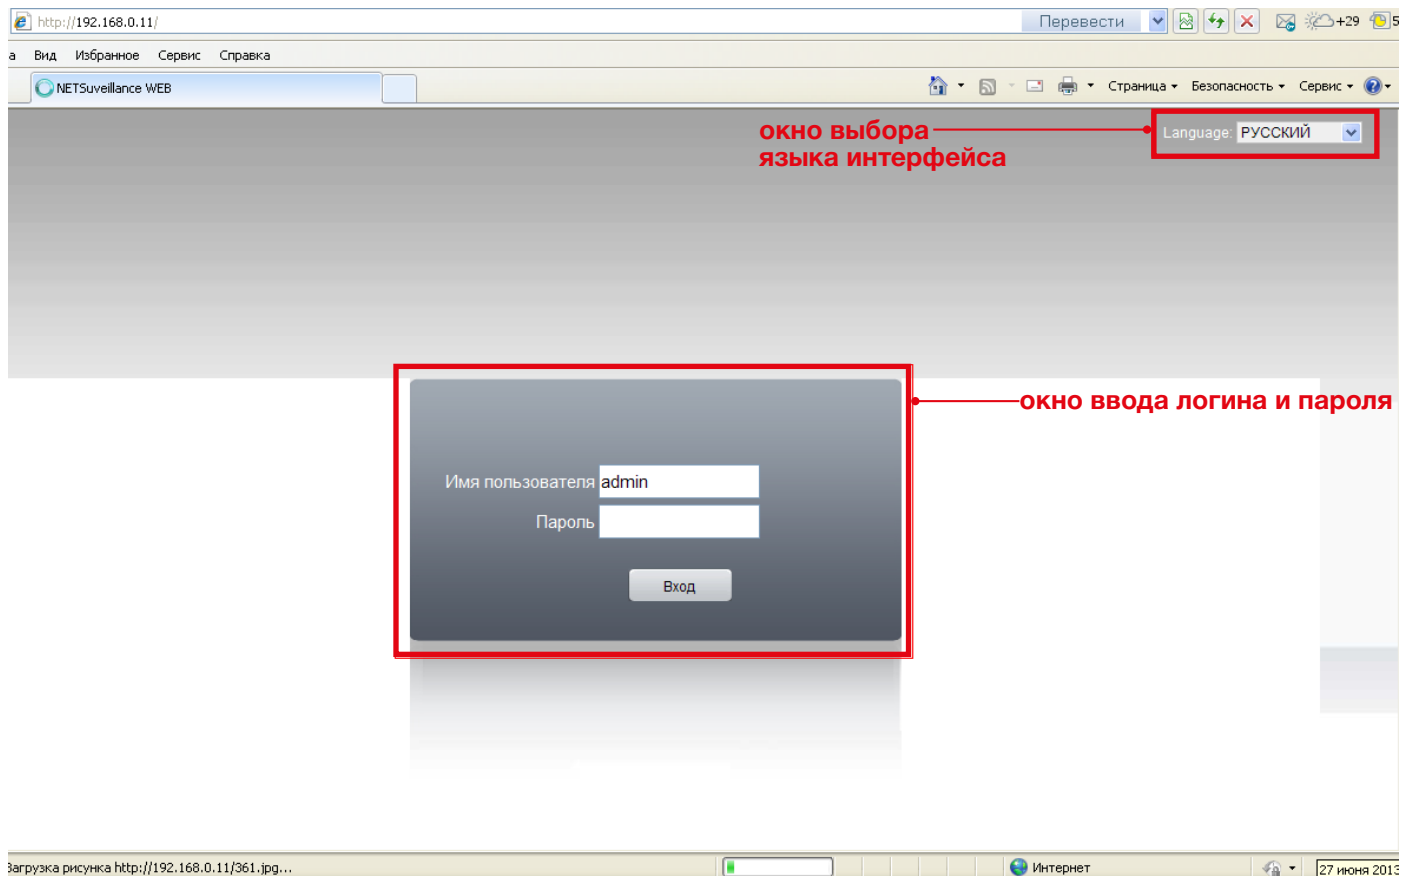 http://192.168.0.11/
Перевести
+29
5
а Вид Избранное Сервис Справка
NETSuveillance WEB
Страница Безопасность Сервис
окно выбора
языка интерфейса
Language: РУССКИЙ
окно ввода логина и пароля
Имя пользователя admin
Пароль
Вход
Загрузка рисунка http://192.168.0.11/361.jpg...
Интернет
27 июня 2013